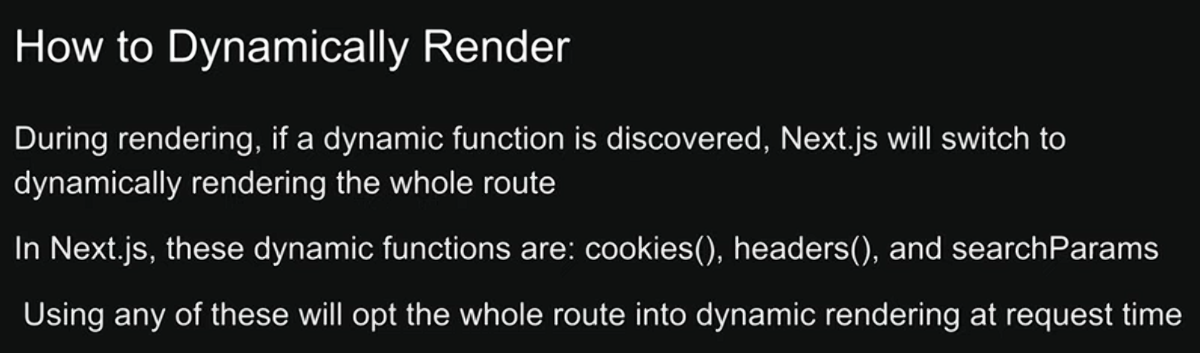 How to Dynamically Render
During rendering, if a dynamic function is discovered, Next.js will switch to
dynamically rendering the whole route
In Next.js, these dynamic functions are: cookies(), headers(), and searchParams
Using any of these will opt the whole route into dynamic rendering at request time